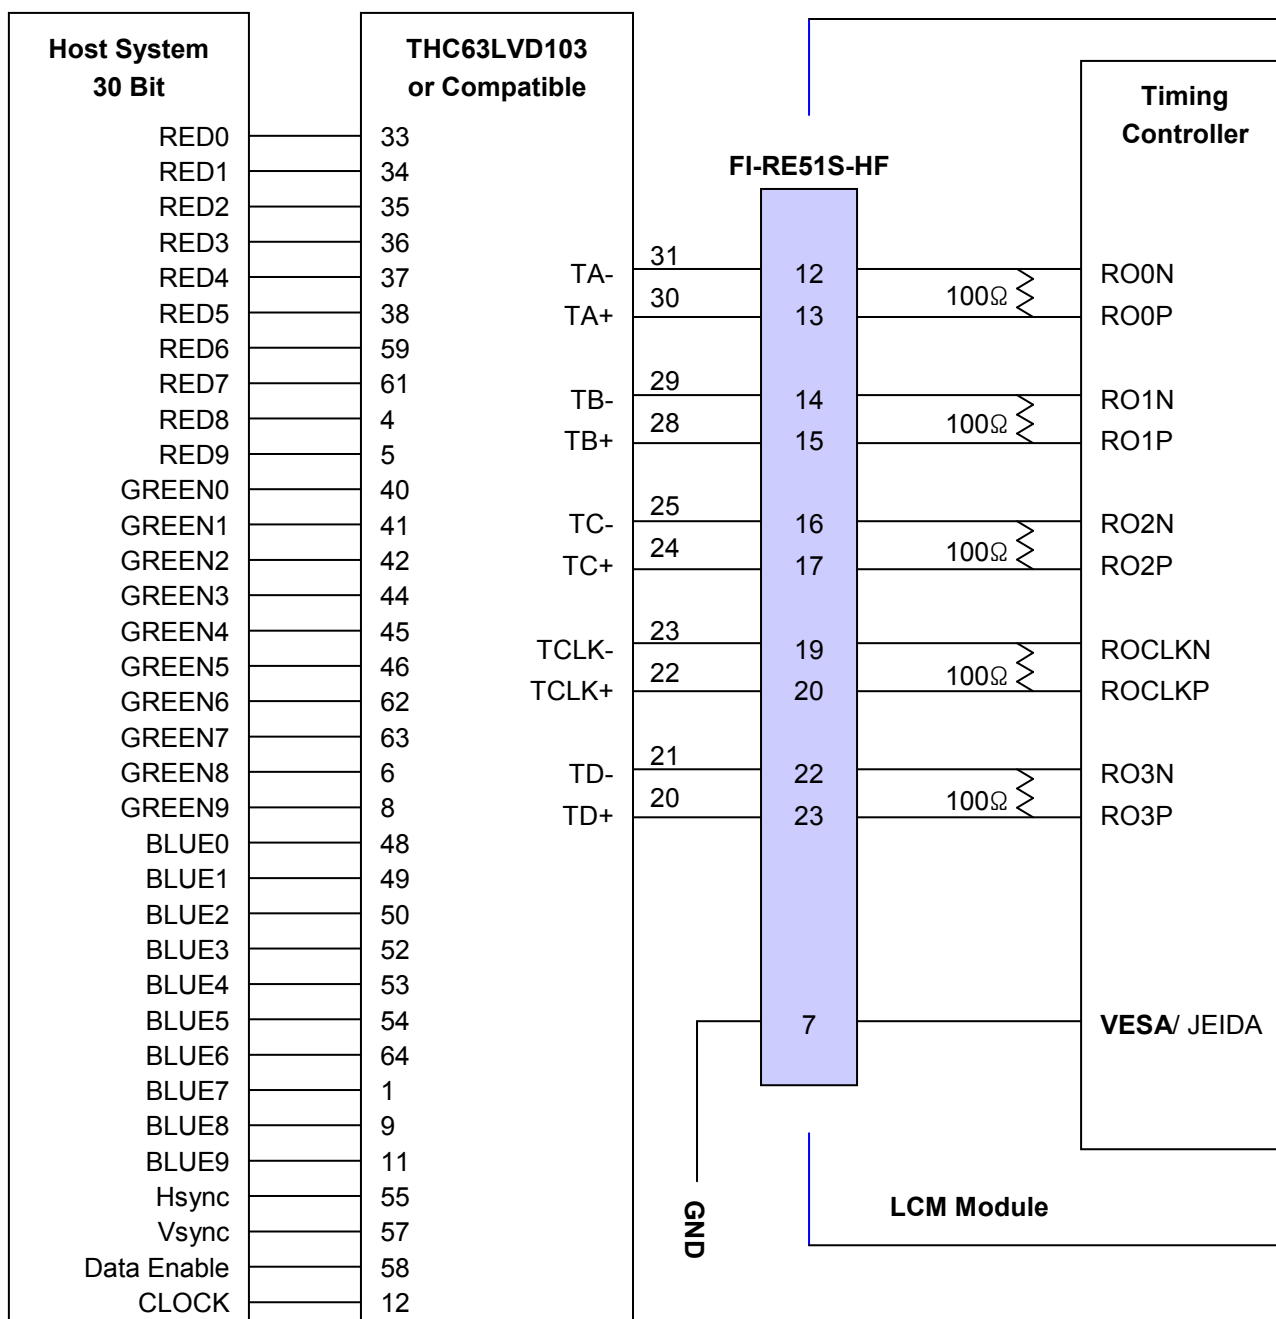 Host System
30 Bit
RED0 33
RED1 34
RED2 35
RED3 36
RED4 37
RED5 38
RED6 59
RED7 61
RED8 4
RED9 5
GREEN0 40
GREEN1 41
GREEN2 42
GREEN3 44
GREEN4 45
GREEN5 46
GREEN6 62
GREEN7 63
GREEN8 6
GREEN9 8
BLUE0 48
BLUE1 49
BLUE2 50
BLUE3 52
BLUE4 53
BLUE5 54
BLUE6 64
BLUE7 1
BLUE8 9
BLUE9 11
Hsync 55
Vsync 57
Data Enable 58
CLOCK 12
THC63LVD103
or Compatible
TA- 31
TA+ 30
TB- 29
TB+ 28
TC- 25
TC+ 24
TCLK- 23
TCLK+ 22
TD- 21
TD+ 20
GND
FI-RE51S-HF
12
13
14
15
16
17
19
20
22
23
7
100Ω
100Ω
100Ω
100Ω
100Ω
Timing
Controller
RO0N
RO0P
RO1N
RO1P
RO2N
RO2P
ROCLKN
ROCLKP
RO3N
RO3P
VESA/ JEIDA
LCM Module